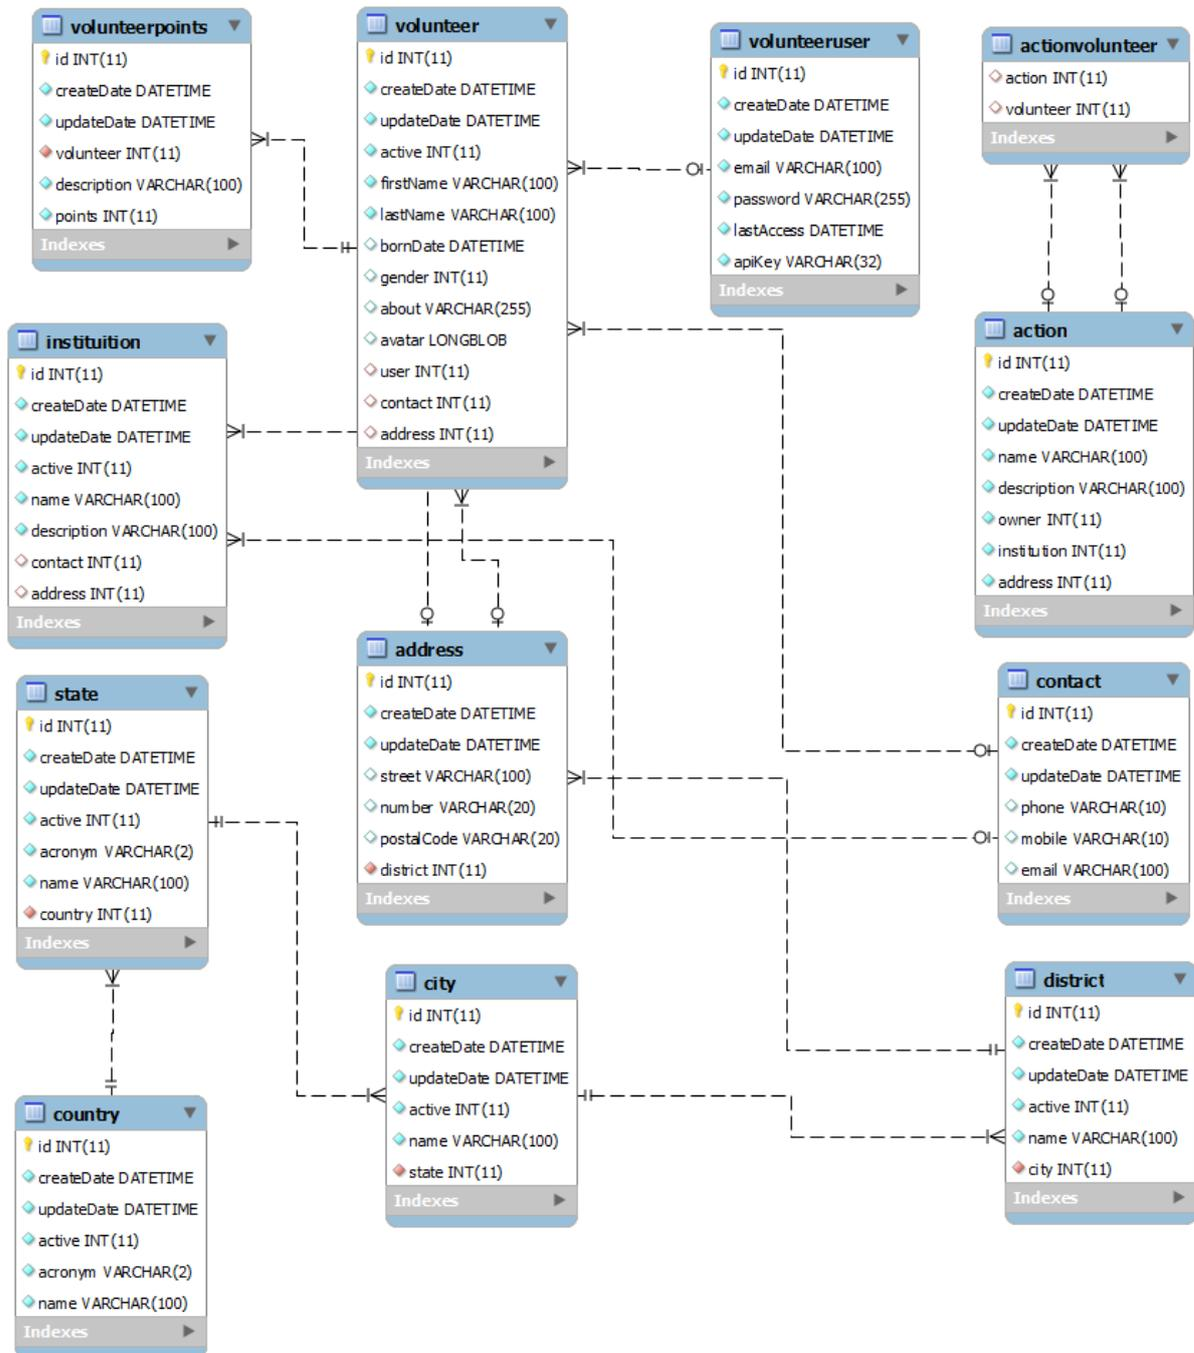 volunteerpoints
id INT(11)
createDate DATETIME
updateDate DATETIME
volunteer INT(11)
description VARCHAR(100)
points INT(11)
Indexes
volunteer
id INT(11)
createDate DATETIME
updateDate DATETIME
active INT(11)
firstName VARCHAR(100)
lastName VARCHAR(100)
bornDate DATETIME
gender INT(11)
about VARCHAR(255)
avatar LONGBLOB
user INT(11)
contact INT(11)
address INT(11)
Indexes
volunteeruser
id INT(11)
createDate DATETIME
updateDate DATETIME
email VARCHAR(100)
password VARCHAR(255)
lastAccess DATETIME
apiKey VARCHAR(32)
Indexes
actionvolunteer
action INT(11)
volunteer INT(11)
Indexes
instituition
id INT(11)
createDate DATETIME
updateDate DATETIME
active INT(11)
name VARCHAR(100)
description VARCHAR(100)
contact INT(11)
address INT(11)
Indexes
action
id INT(11)
createDate DATETIME
updateDate DATETIME
name VARCHAR(100)
description VARCHAR(100)
owner INT(11)
institution INT(11)
address INT(11)
Indexes
address
id INT(11)
createDate DATETIME
updateDate DATETIME
street VARCHAR(100)
number VARCHAR(20)
postalCode VARCHAR(20)
district INT(11)
Indexes
state
id INT(11)
createDate DATETIME
updateDate DATETIME
active INT(11)
acronym VARCHAR(2)
name VARCHAR(100)
country INT(11)
Indexes
contact
id INT(11)
createDate DATETIME
updateDate DATETIME
phone VARCHAR(10)
mobile VARCHAR(10)
email VARCHAR(100)
Indexes
city
id INT(11)
createDate DATETIME
updateDate DATETIME
active INT(11)
name VARCHAR(100)
state INT(11)
Indexes
district
id INT(11)
createDate DATETIME
updateDate DATETIME
active INT(11)
name VARCHAR(100)
city INT(11)
Indexes
country
id INT(11)
createDate DATETIME
updateDate DATETIME
active INT(11)
acronym VARCHAR(2)
name VARCHAR(100)
Indexes